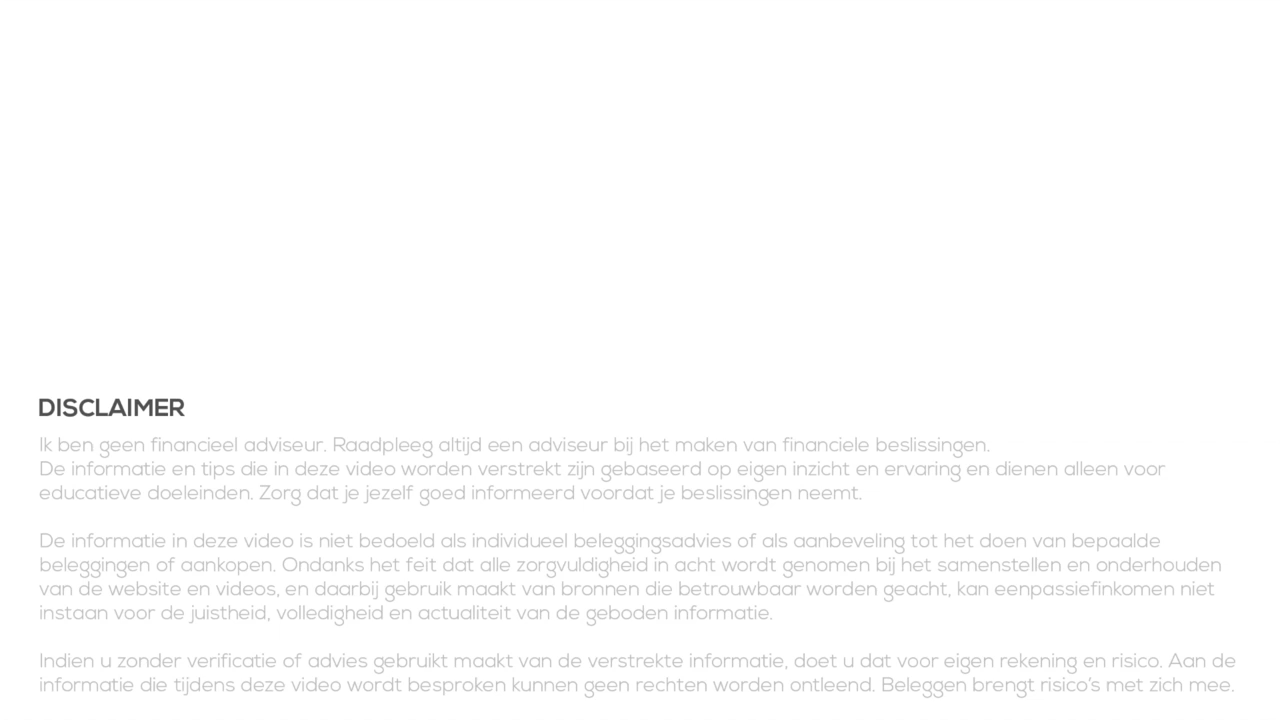 DISCLAIMER
Ik ben geen financieel adviseur. Raadpleeg altijd een adviseur bij het maken van financiele beslissingen.
De informatie en tips die in deze video worden verstrekt zijn gebaseerd op eigen inzicht en ervaring en dienen alleen voor
educatieve doeleinden. Zorg dat je jezelf goed informeerd voordat je beslissingen neemt.
De informatie in deze video is niet bedoeld als individueel beleggingsadvies of als aanbeveling tot het doen van bepaalde
beleggingen of aankopen. Ondanks het feit dat alle zorgvuldigheid in acht wordt genomen bij het samenstellen en onderhouden
van de website en videos, en daarbij gebruik maakt van bronnen die betrouwbaar worden geacht, kan eenpassiefinkomen niet
instaan voor de juistheid, volledigheid en actualiteit van de geboden informatie.
Indien u zonder verificatie of advies gebruikt maakt van de verstrekte informatie, doet u dat voor eigen rekening en risico. Aan de
informatie die tijdens deze video wordt besproken kunnen geen rechten worden ontleend. Beleggen brengt risico's met zich mee.